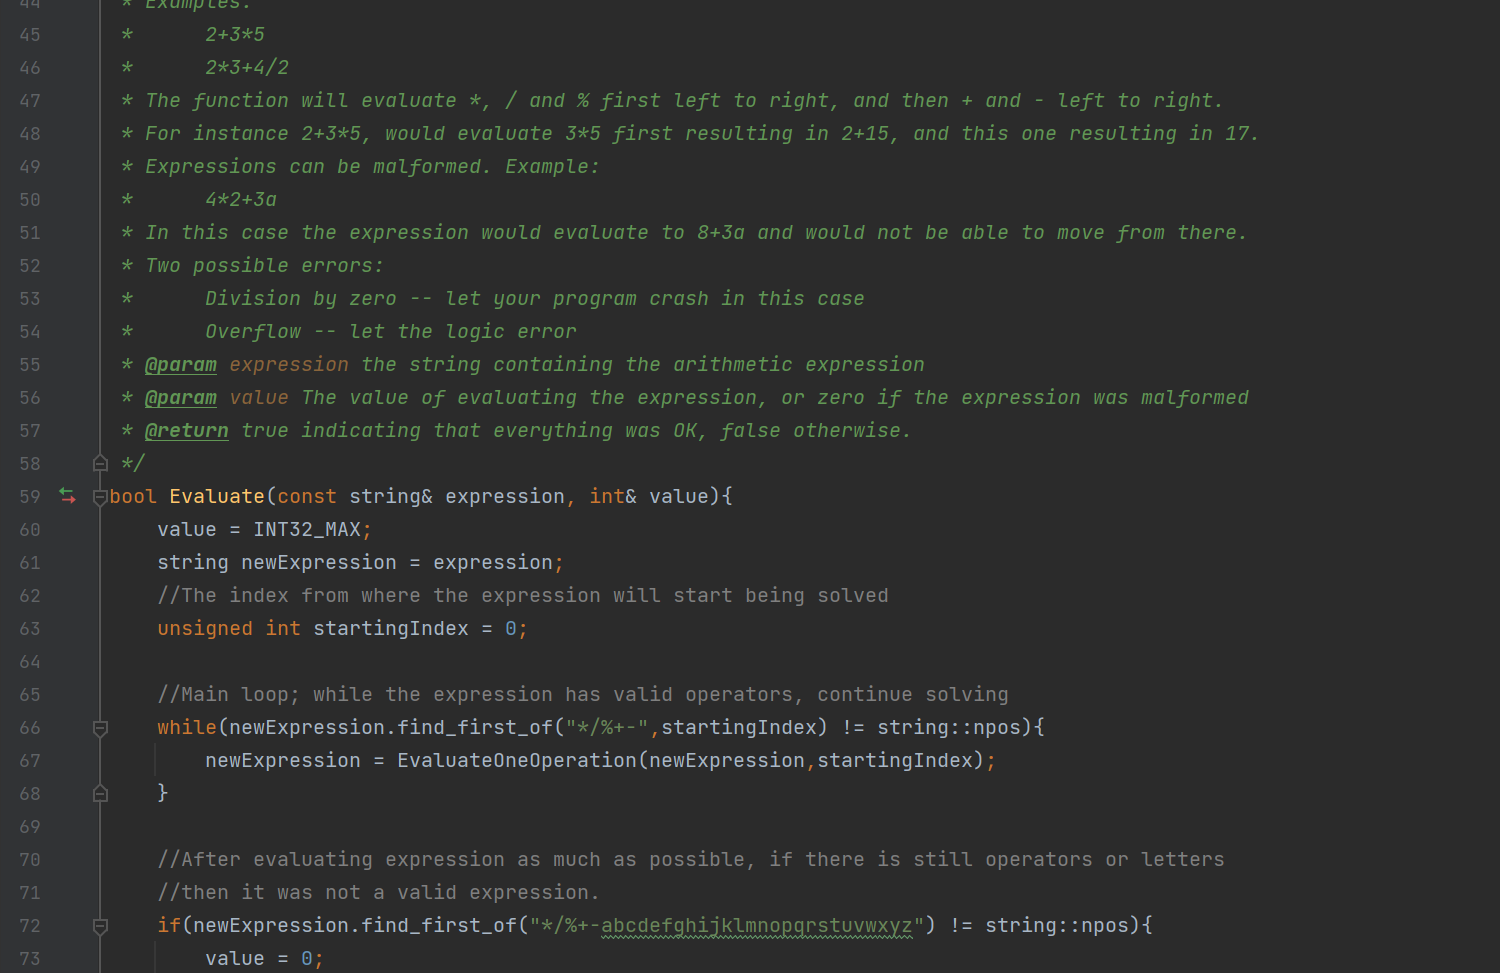 44 * Examples:
45 *      2+3*5
46 *      2*3+4/2
47 * The function will evaluate *, / and % first left to right, and then + and - left to right.
48 * For instance 2+3*5, would evaluate 3*5 first resulting in 2+15, and this one resulting in 17.
49 * Expressions can be malformed. Example:
50 *      4*2+3a
51 * In this case the expression would evaluate to 8+3a and would not be able to move from there.
52 * Two possible errors:
53 *      Division by zero -- let your program crash in this case
54 *      Overflow -- let the logic error
55 * @param expression the string containing the arithmetic expression
56 * @param value The value of evaluating the expression, or zero if the expression was malformed
57 * @return true indicating that everything was OK, false otherwise.
58 */
59 bool Evaluate(const string& expression, int& value){
60     value = INT32_MAX;
61     string newExpression = expression;
62     //The index from where the expression will start being solved
63     unsigned int startingIndex = 0;
64
65     //Main loop; while the expression has valid operators, continue solving
66     while(newExpression.find_first_of("*/%+-",startingIndex) != string::npos){
67         newExpression = EvaluateOneOperation(newExpression,startingIndex);
68     }
69
70     //After evaluating expression as much as possible, if there is still operators or letters
71     //then it was not a valid expression.
72     if(newExpression.find_first_of("*/%+-abcdefghijklmnopqrstuvwxyz") != string::npos){
73         value = 0;